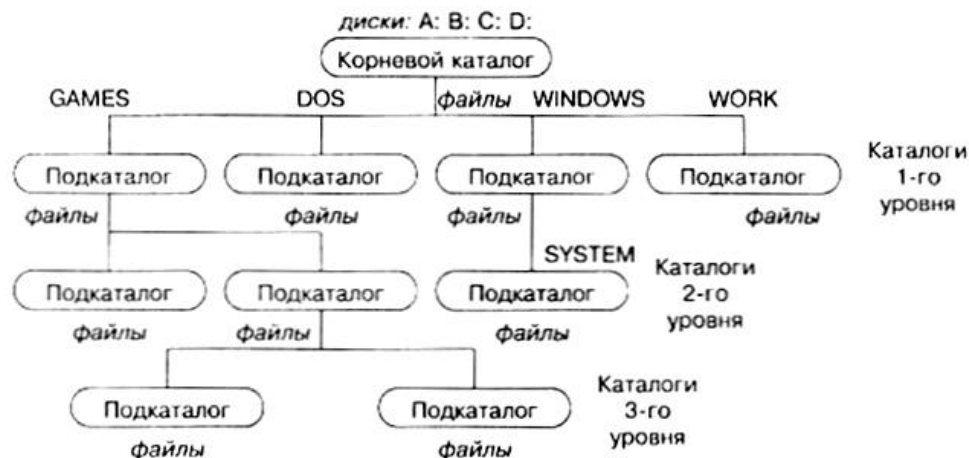 диски: A: B: C: D:
Корневой каталог
GAMES DOS файлы WINDOWS WORK
Подкаталог Подкаталог Подкаталог Подкаталог
Каталоги
1-го
уровня
файлы файлы файлы файлы
SYSTEM
Подкаталог Подкаталог Подкаталог
Каталоги
2-го
уровня
файлы файлы файлы
Подкаталог Подкаталог
Каталоги
3-го
уровня
файлы файлы